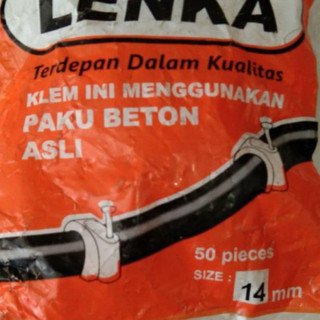 LENKA
Terdepan Dalam Kualitas
KLEM INI MENGGUNAKAN
PAKU BETON
ASLI
50 pieces
SIZE : 14 mm